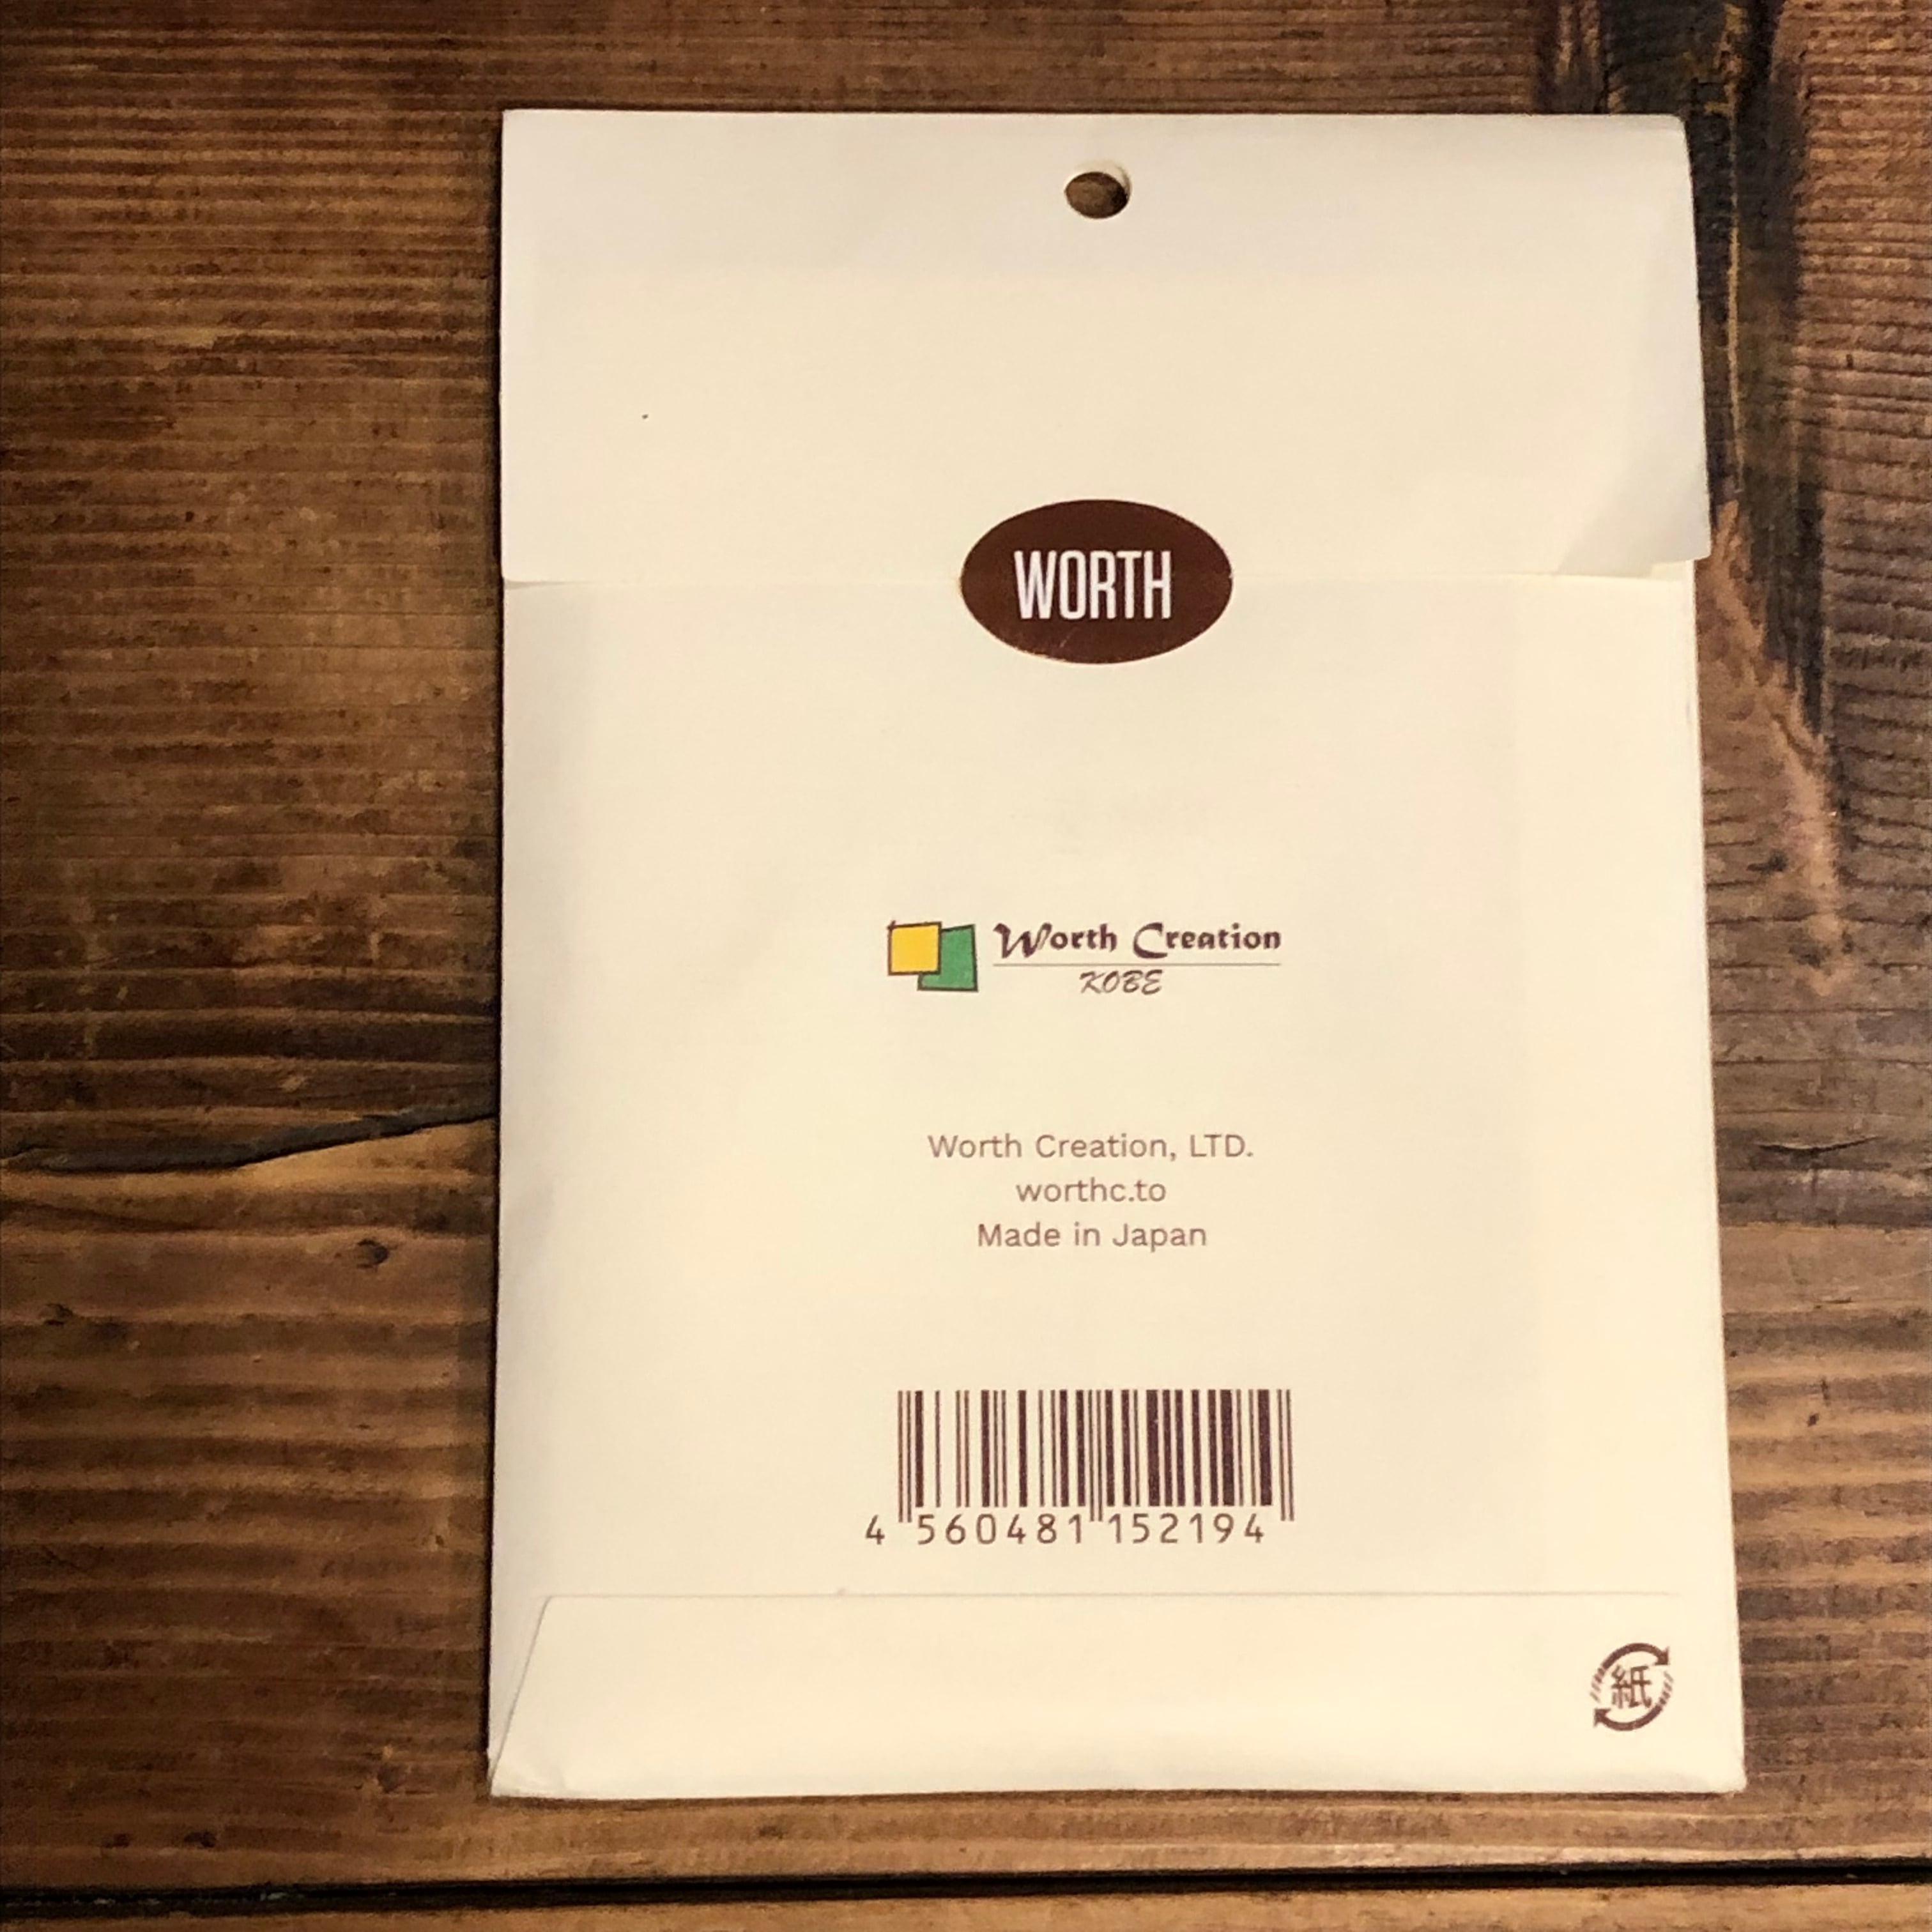 WORTH
Worth Creation
KOBE
Worth Creation, LTD.
worthc.to
Made in Japan
4 560481 152194
紙